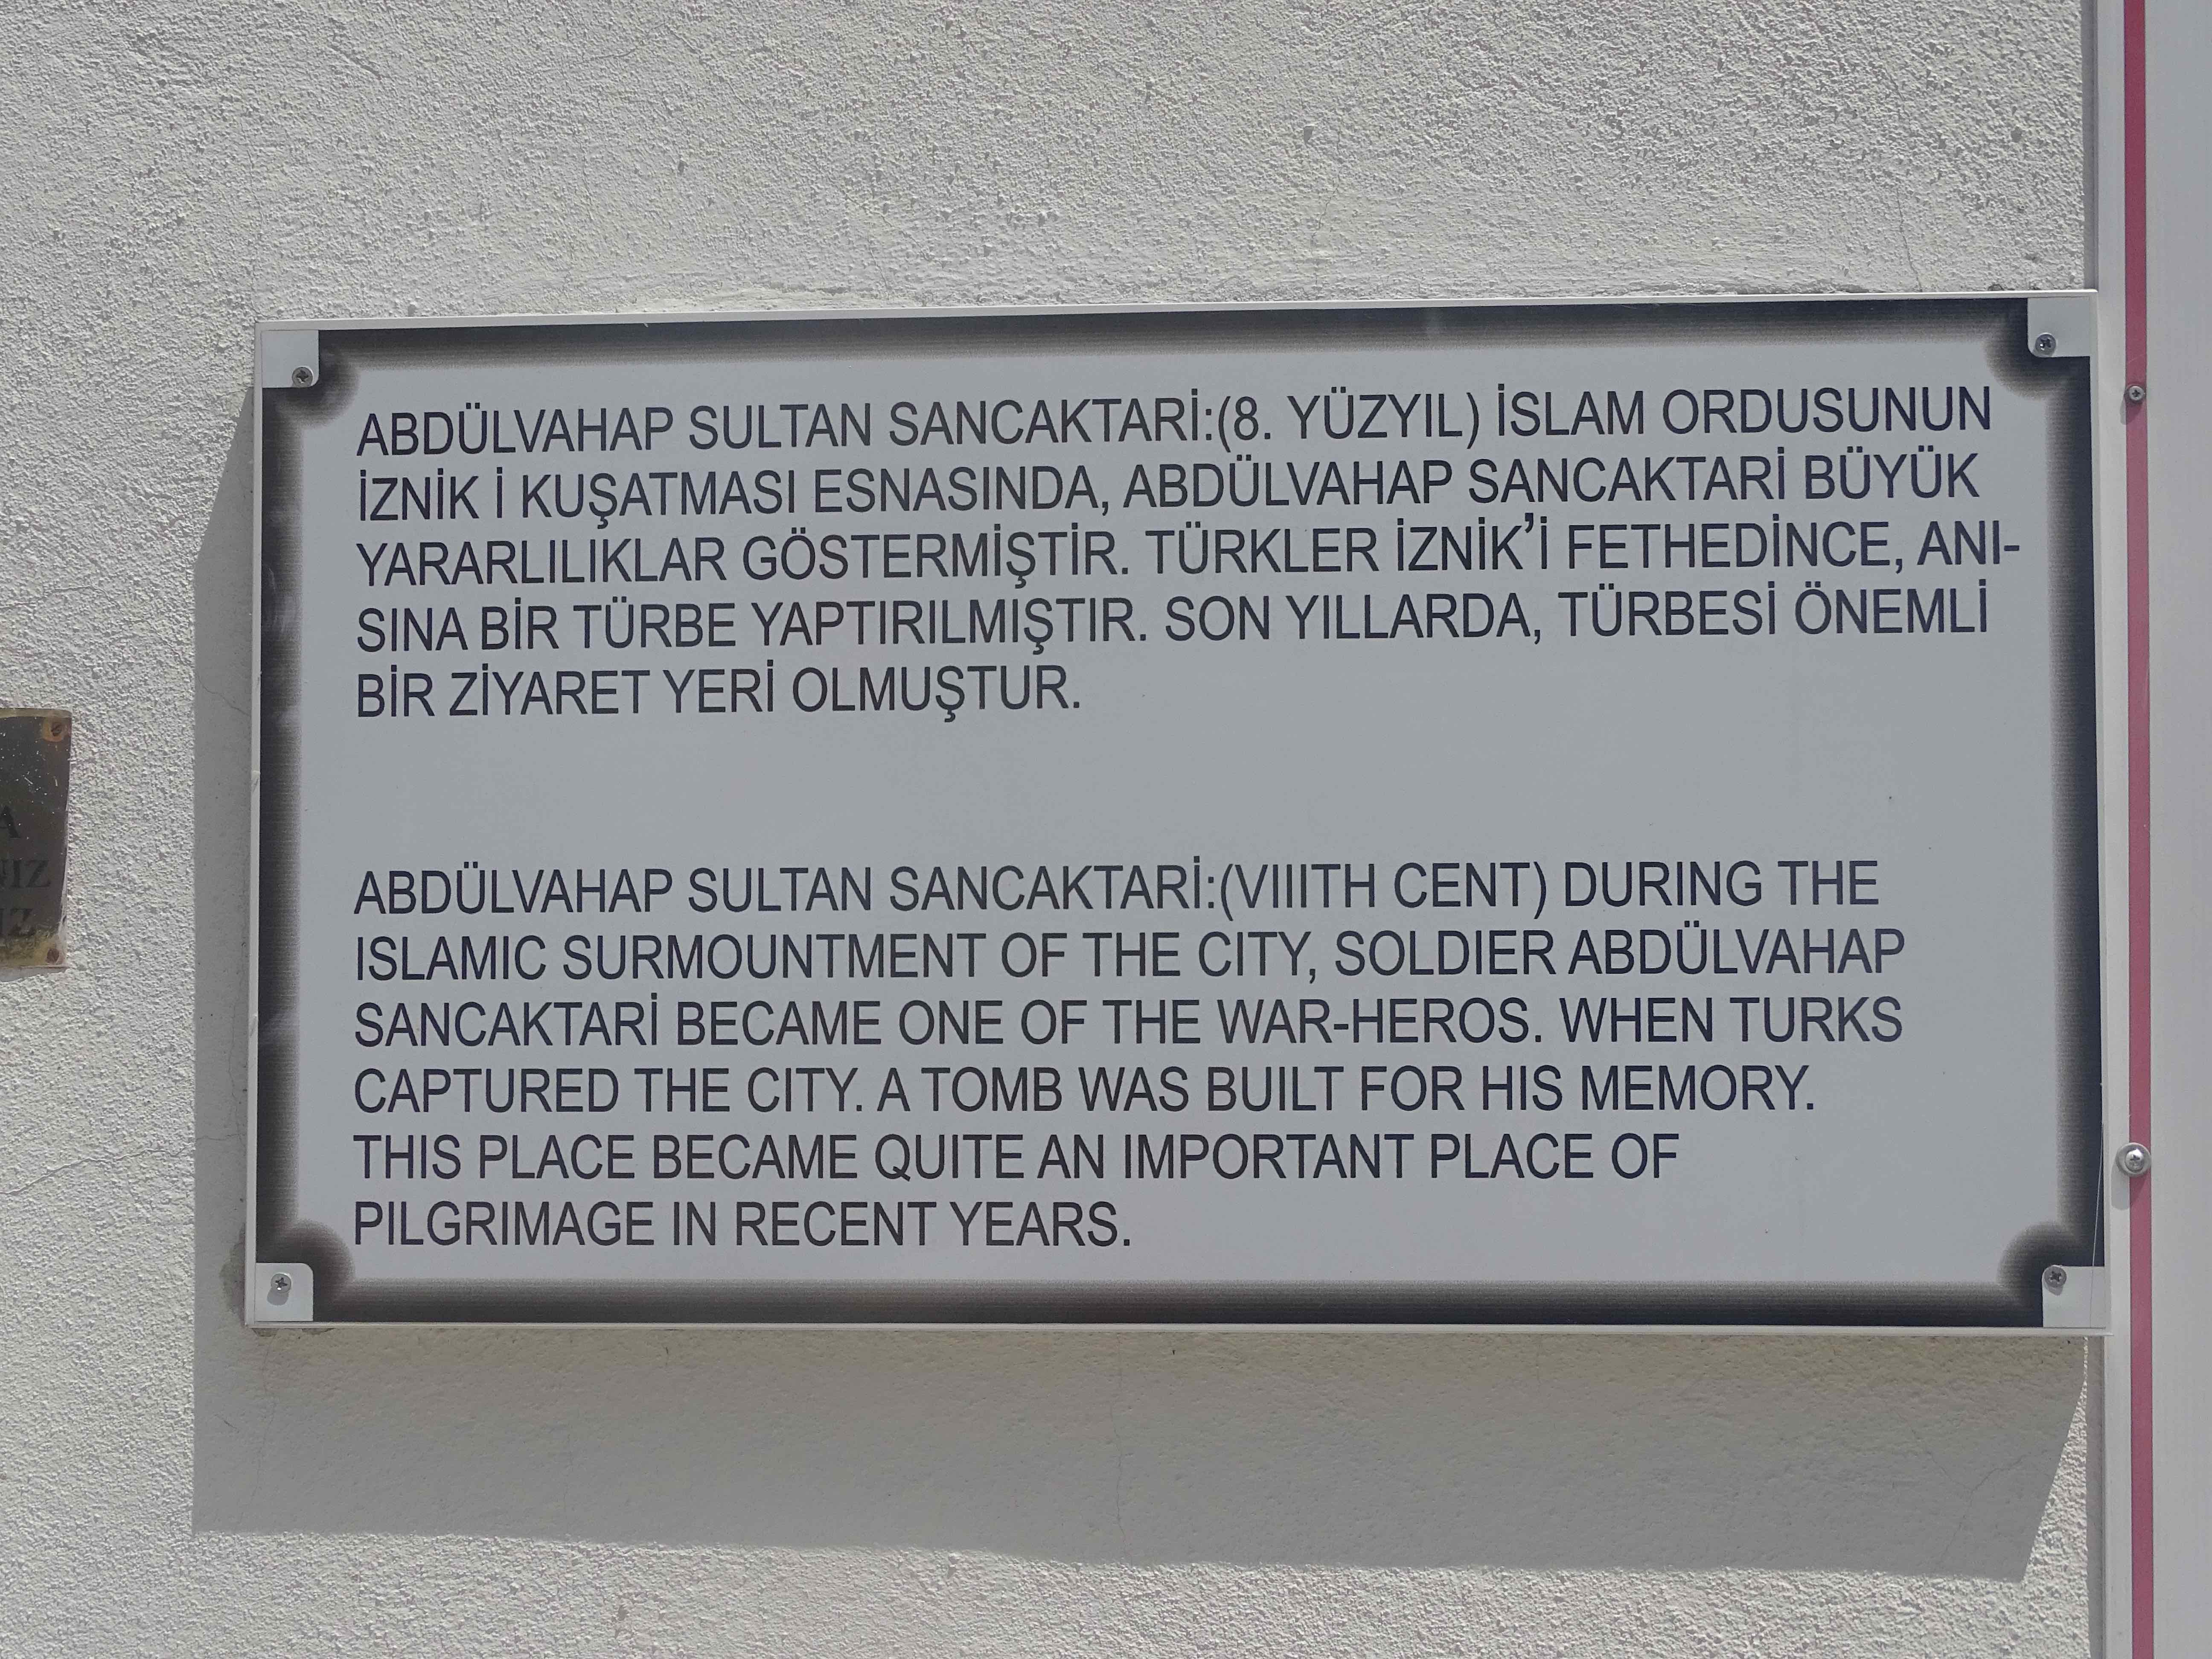 ABDÜLVAHAP SULTAN SANCAKTARİ:(8. YÜZYIL) İSLAM ORDUSUNUN
İZNİK İ KUŞATMASI ESNASINDA, ABDÜLVAHAP SANCAKTARİ BÜYÜK
YARARLILIKLAR GÖSTERMİŞTİR. TÜRKLER İZNİK'İ FETHEDİNCE, ANI-
SINA BİR TÜRBE YAPTIRILMIŞTIR. SON YILLARDA, TÜRBESİ ÖNEMLİ
BİR ZİYARET YERİ OLMUŞTUR.
ABDÜLVAHAP SULTAN SANCAKTARİ:(VIIITH CENT) DURING THE
ISLAMIC SURMOUNTMENT OF THE CITY, SOLDIER ABDÜLVAHAP
SANCAKTARİ BECAME ONE OF THE WAR-HEROS. WHEN TURKS
CAPTURED THE CITY. A TOMB WAS BUILT FOR HIS MEMORY.
THIS PLACE BECAME QUITE AN IMPORTANT PLACE OF
PILGRIMAGE IN RECENT YEARS.